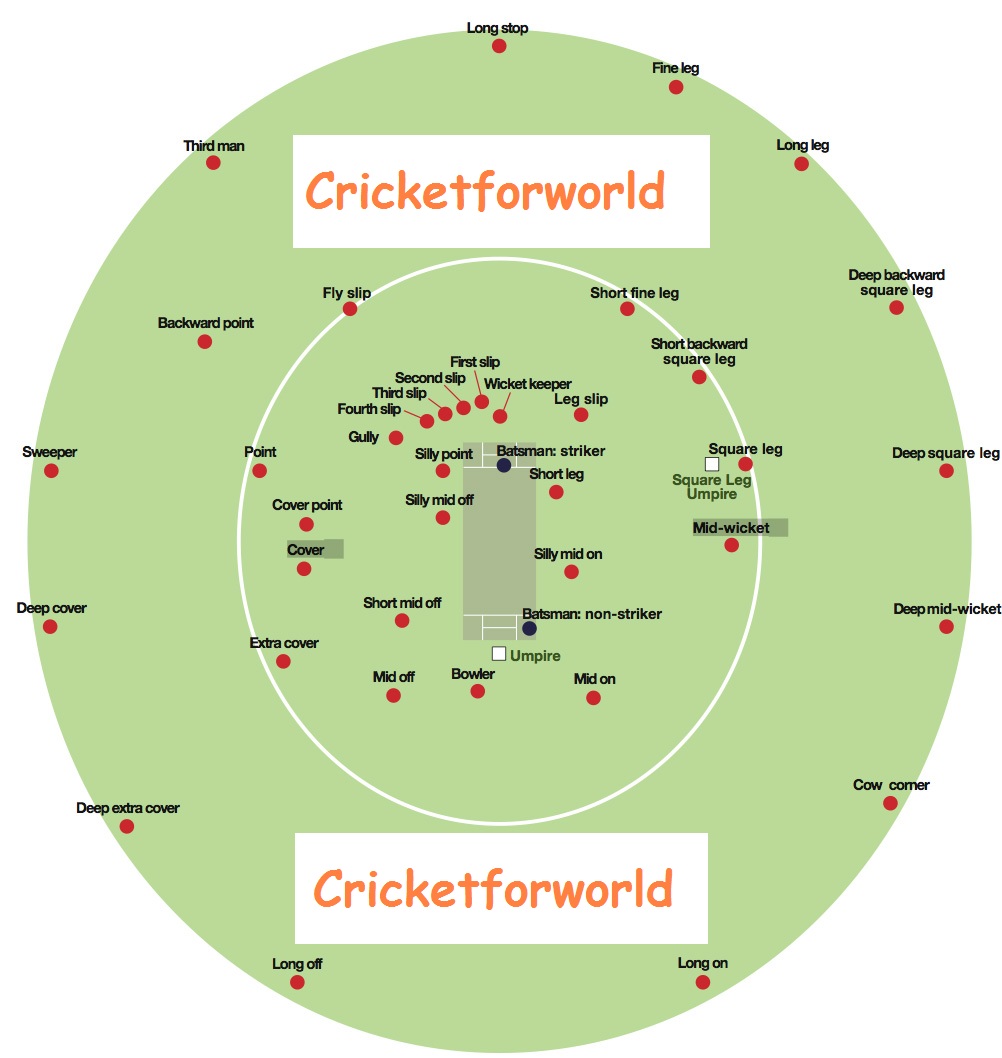 Long stop
Fine leg
Third man
Long leg
Cricketforworld
Deep backward
square leg
Fly slip
Short fine leg
Backward point
Short backward
square leg
First slip
Second slip
Wicket keeper
Third slip
Leg slip
Fourth slip
Gully
Sweeper
Point
Silly point
Batsman: striker
Square leg
Deep square leg
Short leg
Square Leg
Umpire
Silly mid off
Cover point
Mid-wicket
Cover
Silly mid on
Deep cover
Short mid off
Batsman: non-striker
Deep mid-wicket
Extra cover
Umpire
Mid off
Bowler
Mid on
Cow corner
Deep extra cover
Cricketforworld
Long off
Long on